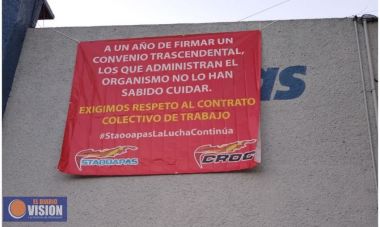 A UN AÑO DE FIRMAR UN
CONVENIO TRASCENDENTAL,
LOS QUE ADMINISTRAN EL
ORGANISMO NO LO HAN
SABIDO CUIDAR.
EXIGIMOS RESPETO AL CONTRATO
COLECTIVO DE TRABAJO
#StaooapasLaLuchaContinúa
STAOOAPAS
CROC
as
EL DIARIO
VISION